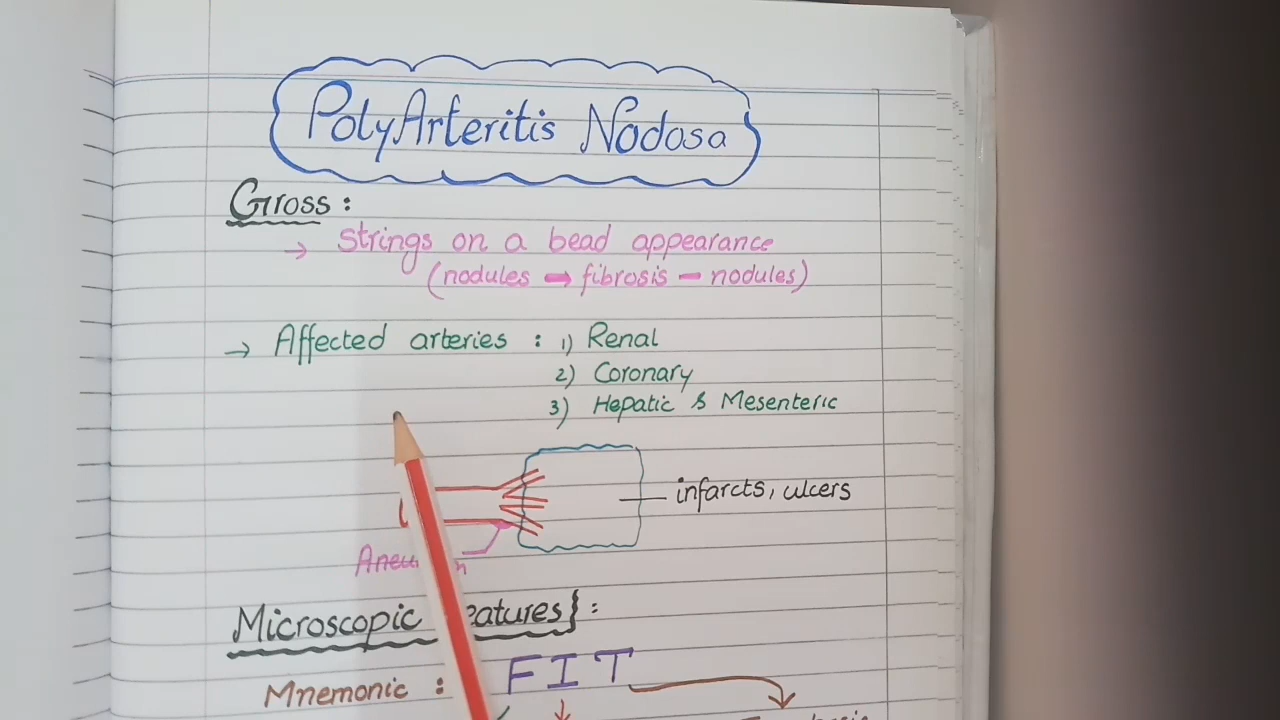 PolyArteritis Nodosa
Gross :
→ Strings on a bead appearance
(nodules → fibrosis – nodules)
→ Affected arteries : 1) Renal
2) Coronary
3) Hepatic & Mesenteric
infarcts, ulcers
Microscopic :
Mnemonic : FIT